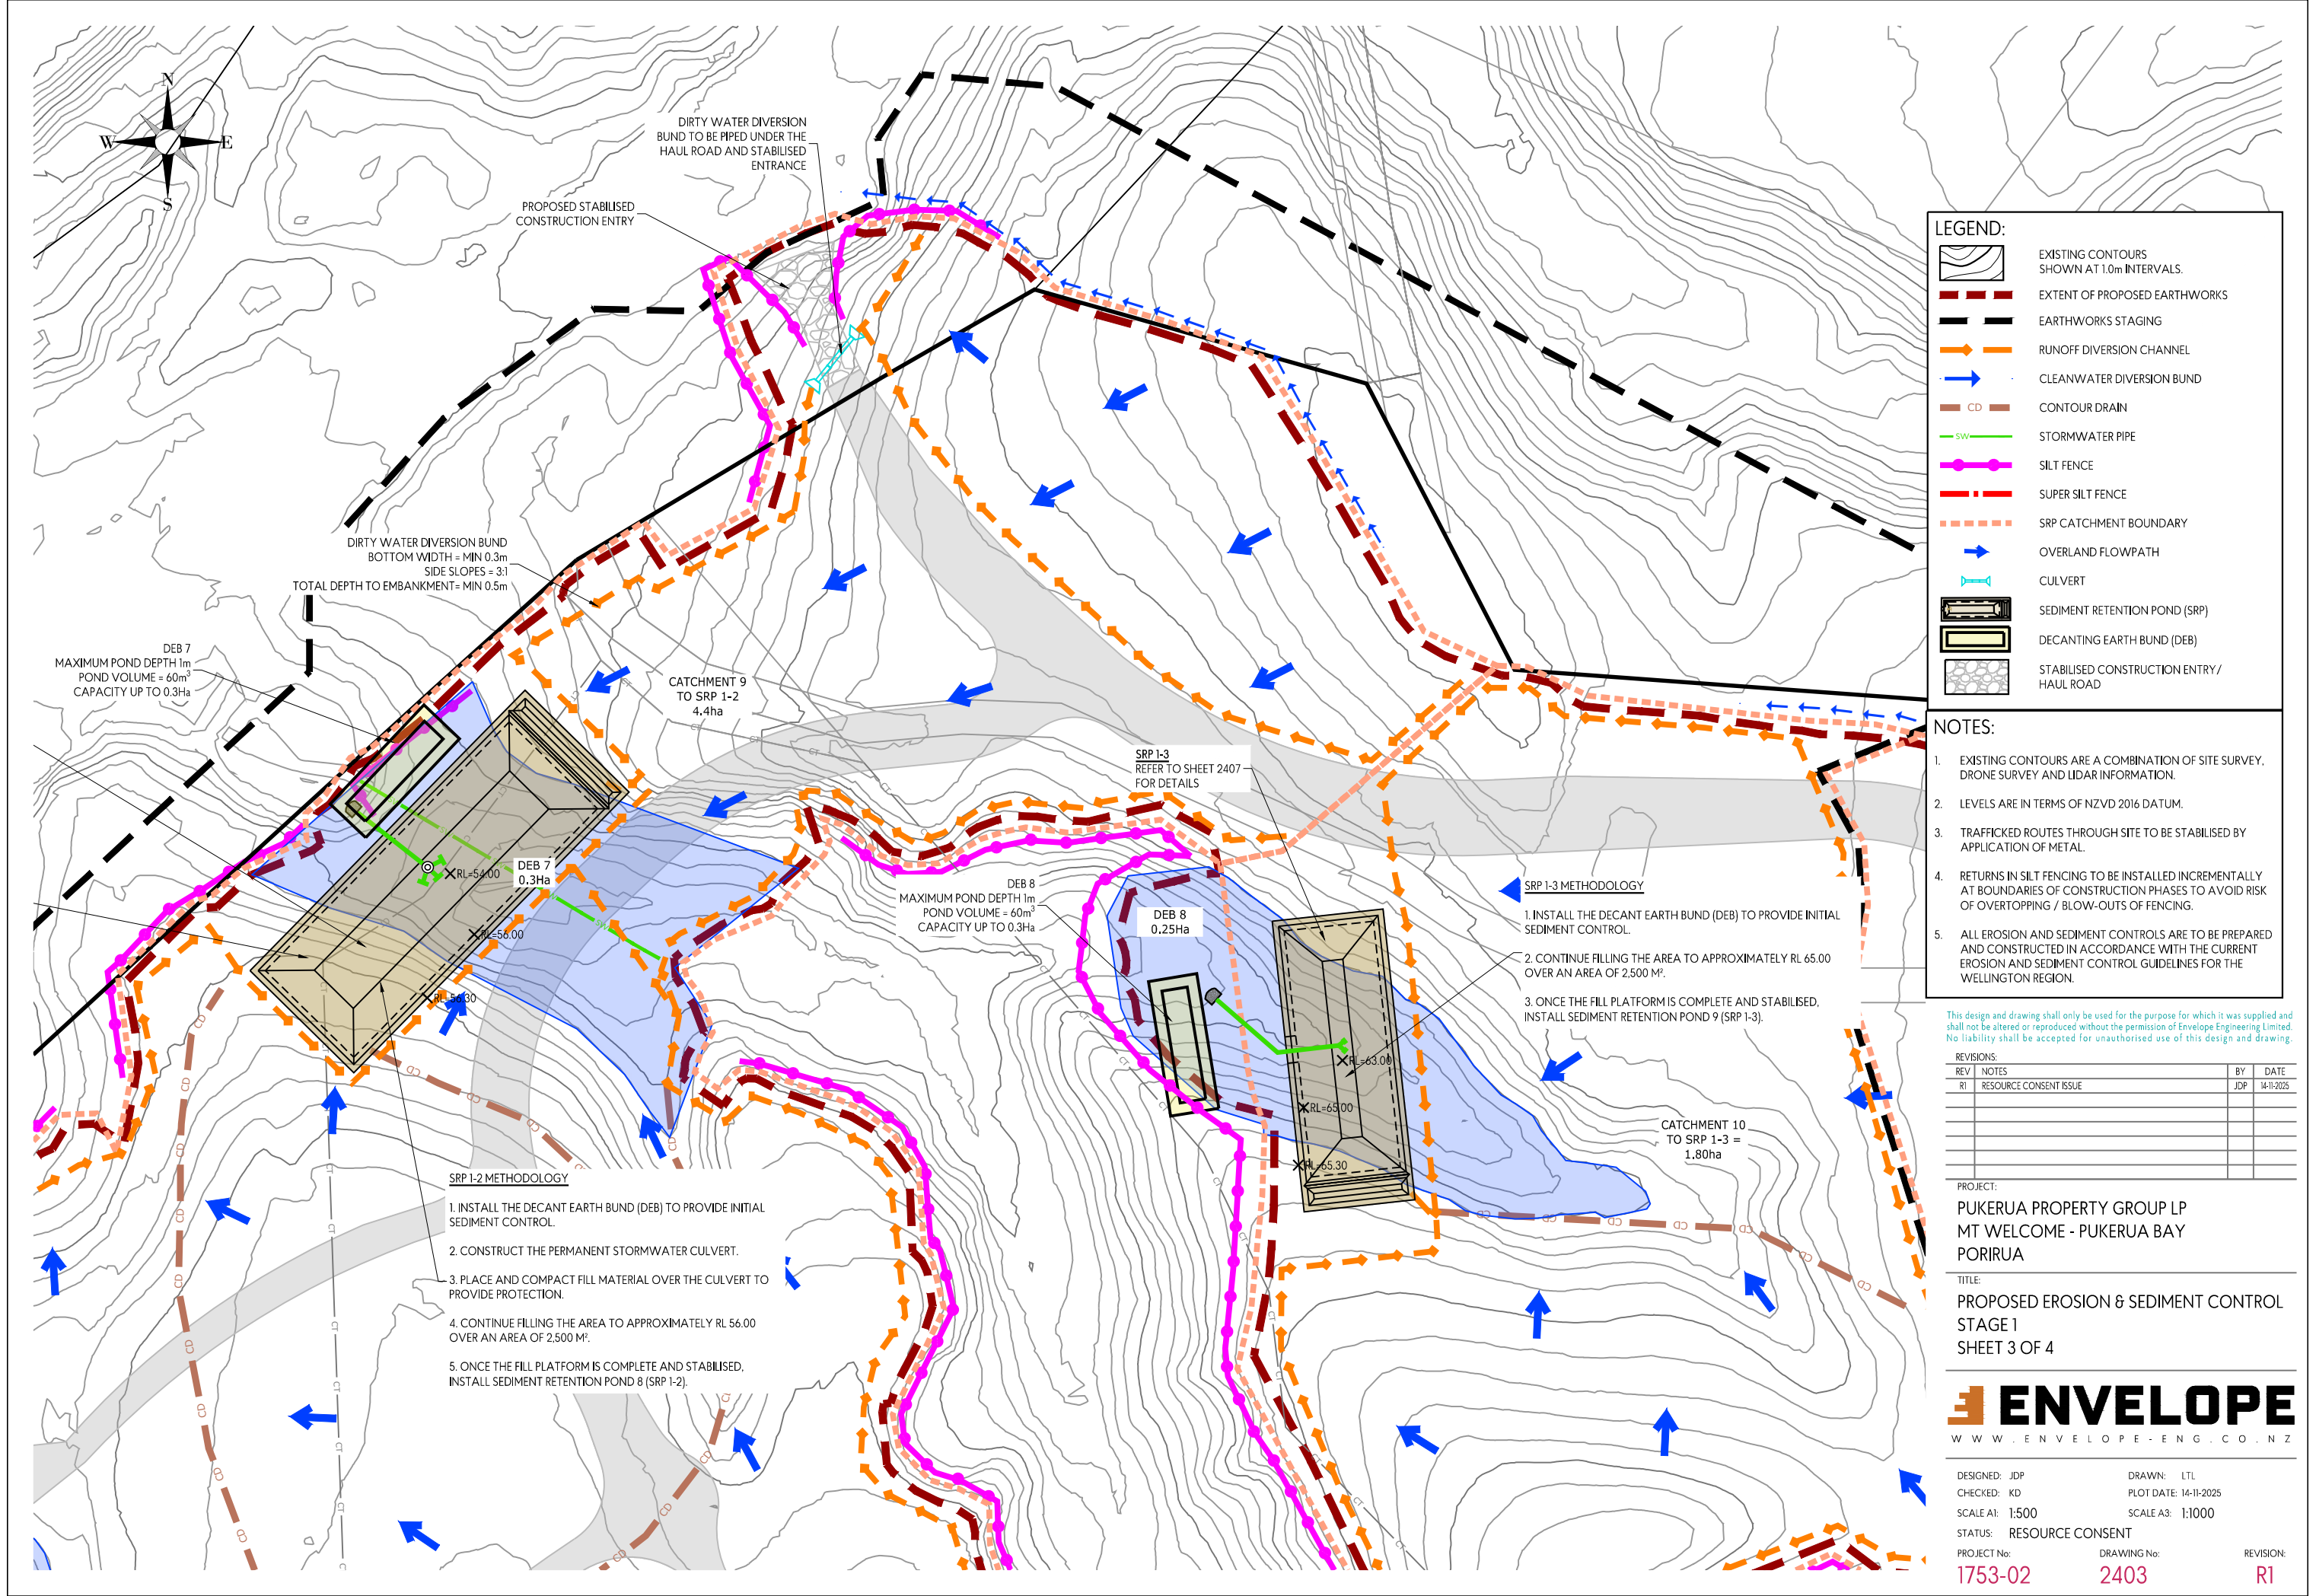 N
W
E
S
DIRTY WATER DIVERSION
BUND TO BE PIPED UNDER THE
HAUL ROAD AND STABILISED
ENTRANCE
PROPOSED STABILISED
CONSTRUCTION ENTRY
DIRTY WATER DIVERSION BUND
BOTTOM WIDTH = MIN 0.3m
SIDE SLOPES = 3:1
TOTAL DEPTH TO EMBANKMENT= MIN 0.5m
DEB 7
MAXIMUM POND DEPTH 1m
POND VOLUME = 60m³
CAPACITY UP TO 0.3Ha
CATCHMENT 9
TO SRP 1-2
4.4ha
SRP 1-3
REFER TO SHEET 2407
FOR DETAILS
DEB 7
0.3Ha
RL=54.00
RL=56.00
RL=56.30
DEB 8
MAXIMUM POND DEPTH 1m
POND VOLUME = 60m³
CAPACITY UP TO 0.3Ha
DEB 8
0.25Ha
RL=63.00
RL=65.00
RL=65.30
SRP 1-3 METHODOLOGY
1. INSTALL THE DECANT EARTH BUND (DEB) TO PROVIDE INITIAL
SEDIMENT CONTROL.
2. CONTINUE FILLING THE AREA TO APPROXIMATELY RL 65.00
OVER AN AREA OF 2,500 M².
3. ONCE THE FILL PLATFORM IS COMPLETE AND STABILISED,
INSTALL SEDIMENT RETENTION POND 9 (SRP 1-3).
CATCHMENT 10
TO SRP 1-3 =
1.80ha
SRP 1-2 METHODOLOGY
1. INSTALL THE DECANT EARTH BUND (DEB) TO PROVIDE INITIAL
SEDIMENT CONTROL.
2. CONSTRUCT THE PERMANENT STORMWATER CULVERT.
3. PLACE AND COMPACT FILL MATERIAL OVER THE CULVERT TO
PROVIDE PROTECTION.
4. CONTINUE FILLING THE AREA TO APPROXIMATELY RL 56.00
OVER AN AREA OF 2,500 M².
5. ONCE THE FILL PLATFORM IS COMPLETE AND STABILISED,
INSTALL SEDIMENT RETENTION POND 8 (SRP 1-2).
LEGEND:
EXISTING CONTOURS
SHOWN AT 1.0m INTERVALS.
EXTENT OF PROPOSED EARTHWORKS
EARTHWORKS STAGING
RUNOFF DIVERSION CHANNEL
CLEANWATER DIVERSION BUND
CD CONTOUR DRAIN
SW STORMWATER PIPE
SILT FENCE
SUPER SILT FENCE
SRP CATCHMENT BOUNDARY
OVERLAND FLOWPATH
CULVERT
SEDIMENT RETENTION POND (SRP)
DECANTING EARTH BUND (DEB)
STABILISED CONSTRUCTION ENTRY/
HAUL ROAD
NOTES:
1. EXISTING CONTOURS ARE A COMBINATION OF SITE SURVEY,
DRONE SURVEY AND LIDAR INFORMATION.
2. LEVELS ARE IN TERMS OF NZVD 2016 DATUM.
3. TRAFFICKED ROUTES THROUGH SITE TO BE STABILISED BY
APPLICATION OF METAL.
4. RETURNS IN SILT FENCING TO BE INSTALLED INCREMENTALLY
AT BOUNDARIES OF CONSTRUCTION PHASES TO AVOID RISK
OF OVERTOPPING / BLOW-OUTS OF FENCING.
5. ALL EROSION AND SEDIMENT CONTROLS ARE TO BE PREPARED
AND CONSTRUCTED IN ACCORDANCE WITH THE CURRENT
EROSION AND SEDIMENT CONTROL GUIDELINES FOR THE
WELLINGTON REGION.
This design and drawing shall only be used for the purpose for which it was supplied and
shall not be altered or reproduced without the permission of Envelope Engineering Limited.
No liability shall be accepted for unauthorised use of this design and drawing.
REVISIONS:
REV NOTES BY DATE
R1 RESOURCE CONSENT ISSUE JDP 14-11-2025
PROJECT:
PUKERUA PROPERTY GROUP LP
MT WELCOME - PUKERUA BAY
PORIRUA
TITLE:
PROPOSED EROSION & SEDIMENT CONTROL
STAGE 1
SHEET 3 OF 4
ENVELOPE
WWW.ENVELOPE-ENG.CO.NZ
DESIGNED: JDP DRAWN: LTL
CHECKED: KD PLOT DATE: 14-11-2025
SCALE A1: 1:500 SCALE A3: 1:1000
STATUS: RESOURCE CONSENT
PROJECT No: DRAWING No: REVISION:
1753-02 2403 R1